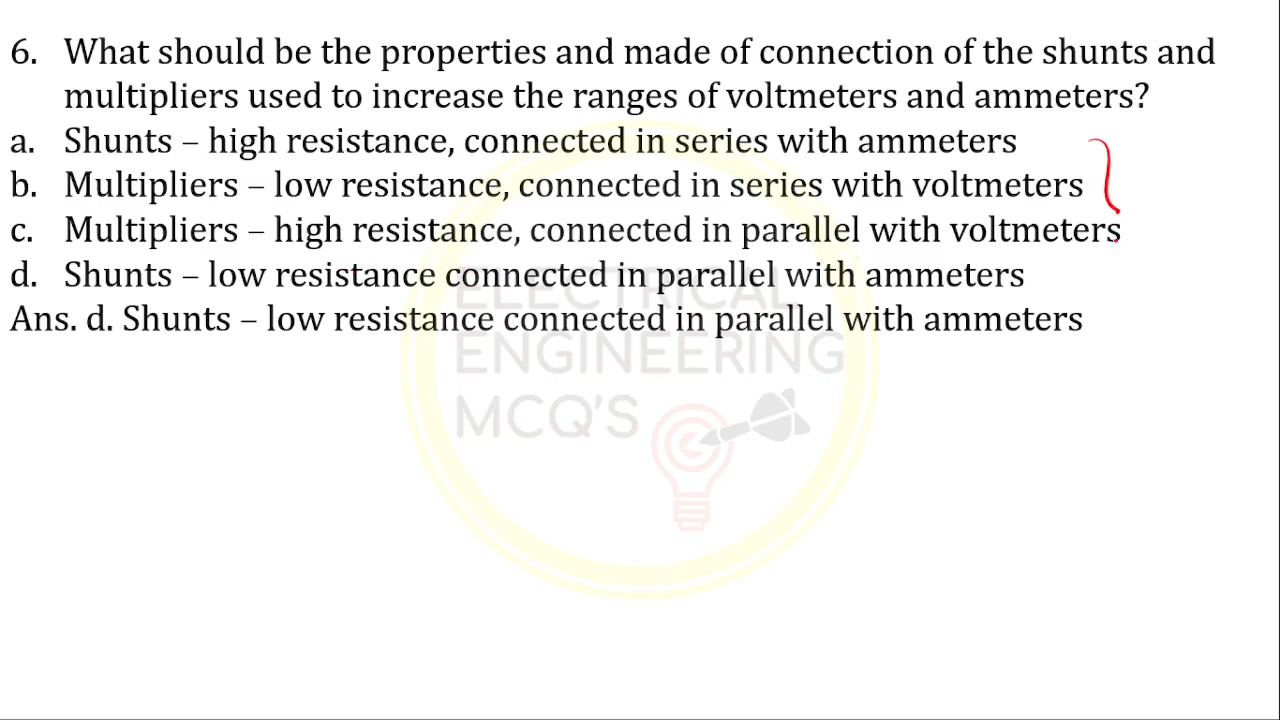 6. What should be the properties and made of connection of the shunts and
multipliers used to increase the ranges of voltmeters and ammeters?
a. Shunts – high resistance, connected in series with ammeters
b. Multipliers – low resistance, connected in series with voltmeters
c. Multipliers – high resistance, connected in parallel with voltmeters
d. Shunts – low resistance connected in parallel with ammeters
Ans. d. Shunts – low resistance connected in parallel with ammeters
ELECTRICAL
ENGINEERING
MCQ'S